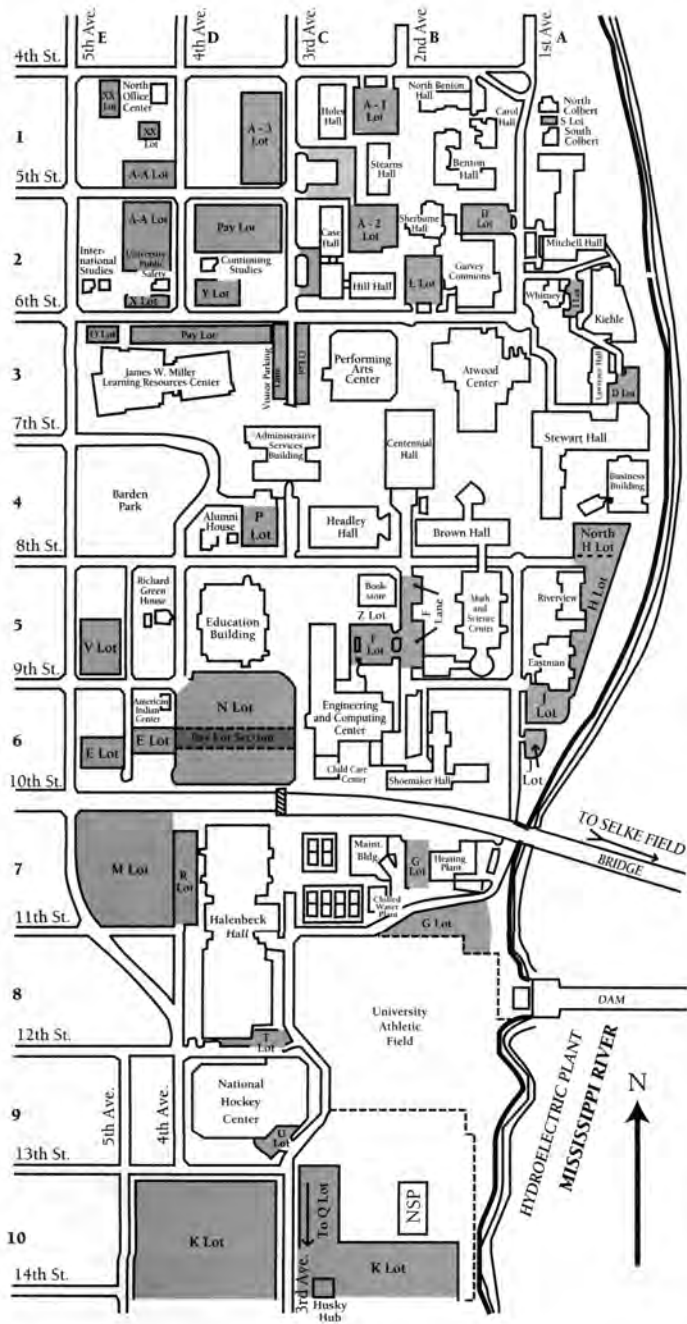 E
5th Ave.
D
4th Ave.
C
3rd Ave.
B
2nd Ave.
A
1st Ave.
4th St.
XX
Lot
North
Office
Center
XX
Lot
A-A Lot
A - 3
Lot
Holes
Hall
A - 1
Lot
North Benton
Hall
Carol
Hall
Stearns
Hall
Benton
Hall
North
Colbert
S Lot
South
Colbert
1
5th St.
A-A Lot
University
Public
Safety
Inter-
national
Studies
X Lot
Pay Lot
Continuing
Studies
Y Lot
Case
Hall
A - 2
Lot
Hill Hall
Sherburne
Hall
Lot
Garvey
Commons
L Lot
Mitchell Hall
Whitney
Lot
Kiehle
2
6th St.
O Lot
Pay Lot
James W. Miller
Learning Resources Center
Visitor Parking
Performing
Arts
Center
Atwood
Center
Lawrence Hall
D Lot
Stewart Hall
3
7th St.
Administrative
Services
Building
Centennial
Hall
Business
Building
Barden
Park
Alumni
House
P
Lot
Headley
Hall
Brown Hall
North
H Lot
4
8th St.
Richard
Green
House
V Lot
Education
Building
Book-
store
Z Lot
F
Lot
F
Lane
Math
and
Science
Center
Riverview
H Lot
Eastman
5
9th St.
American
Indian
Center
E Lot
E Lot
N Lot
Engineering
and Computing
Center
Child Care
Center
Shoemaker Hall
J
Lot
Lot
6
10th St.
TO SELKE FIELD
BRIDGE
M Lot
R
Lot
Halenbeck
Hall
Maint.
Bldg.
G
Lot
Heating
Plant
Chilled
Water
Plant
G Lot
7
11th St.
University
Athletic
Field
DAM
8
12th St.
T
Lot
National
Hockey
Center
U
Lot
5th Ave.
4th Ave.
HYDROELECTRIC PLANT
MISSISSIPPI RIVER
N
9
13th St.
K Lot
To Q Lot
NSP
K Lot
3rd Ave.
Husky
Hub
10
14th St.